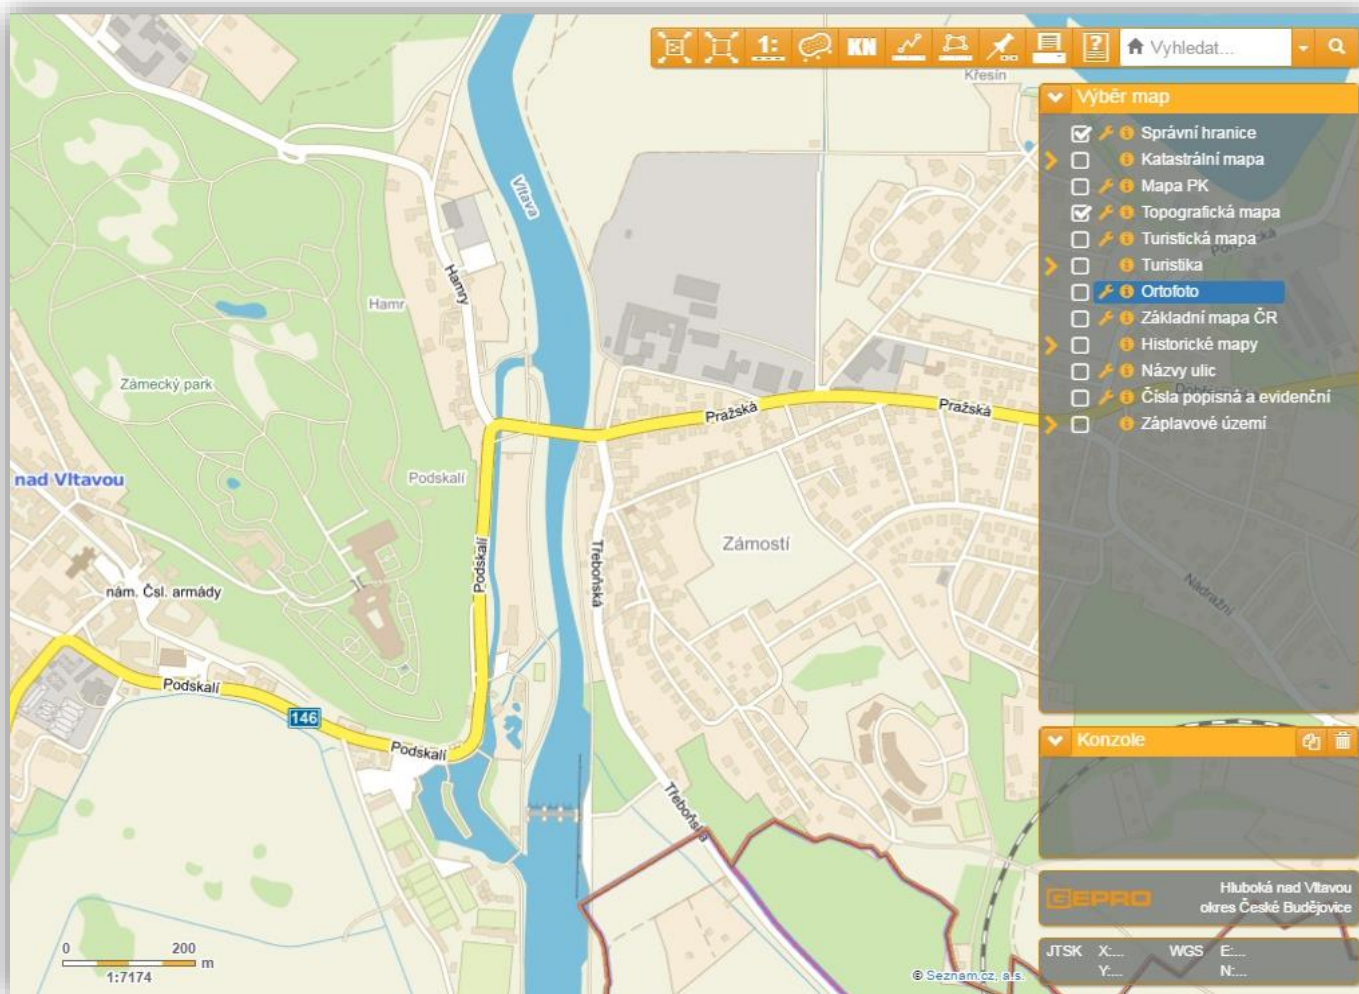 1:
KN
?
Vyhledat...
Křesín
Výběr map
Správní hranice
Katastrální mapa
Mapa PK
Topografická mapa
Turistická mapa
Turistika
Ortofoto
Základní mapa ČR
Historické mapy
Názvy ulic
Čísla popisná a evidenční
Záplavové území
Vltava
Hamry
Hamr
Zámecký park
Pražská
Pražská
nad Vltavou
Podskalí
Podskalí
Třeboňská
Zámostí
nám. Čsl. armády
Nádražní
Podskalí
146
Podskalí
Třeboňská
Konzole
GEPRO
Hluboká nad Vltavou
okres České Budějovice
0 200 m
1:7174
© Seznam.cz, a.s.
JTSK X:... WGS E:...
Y:... N:...